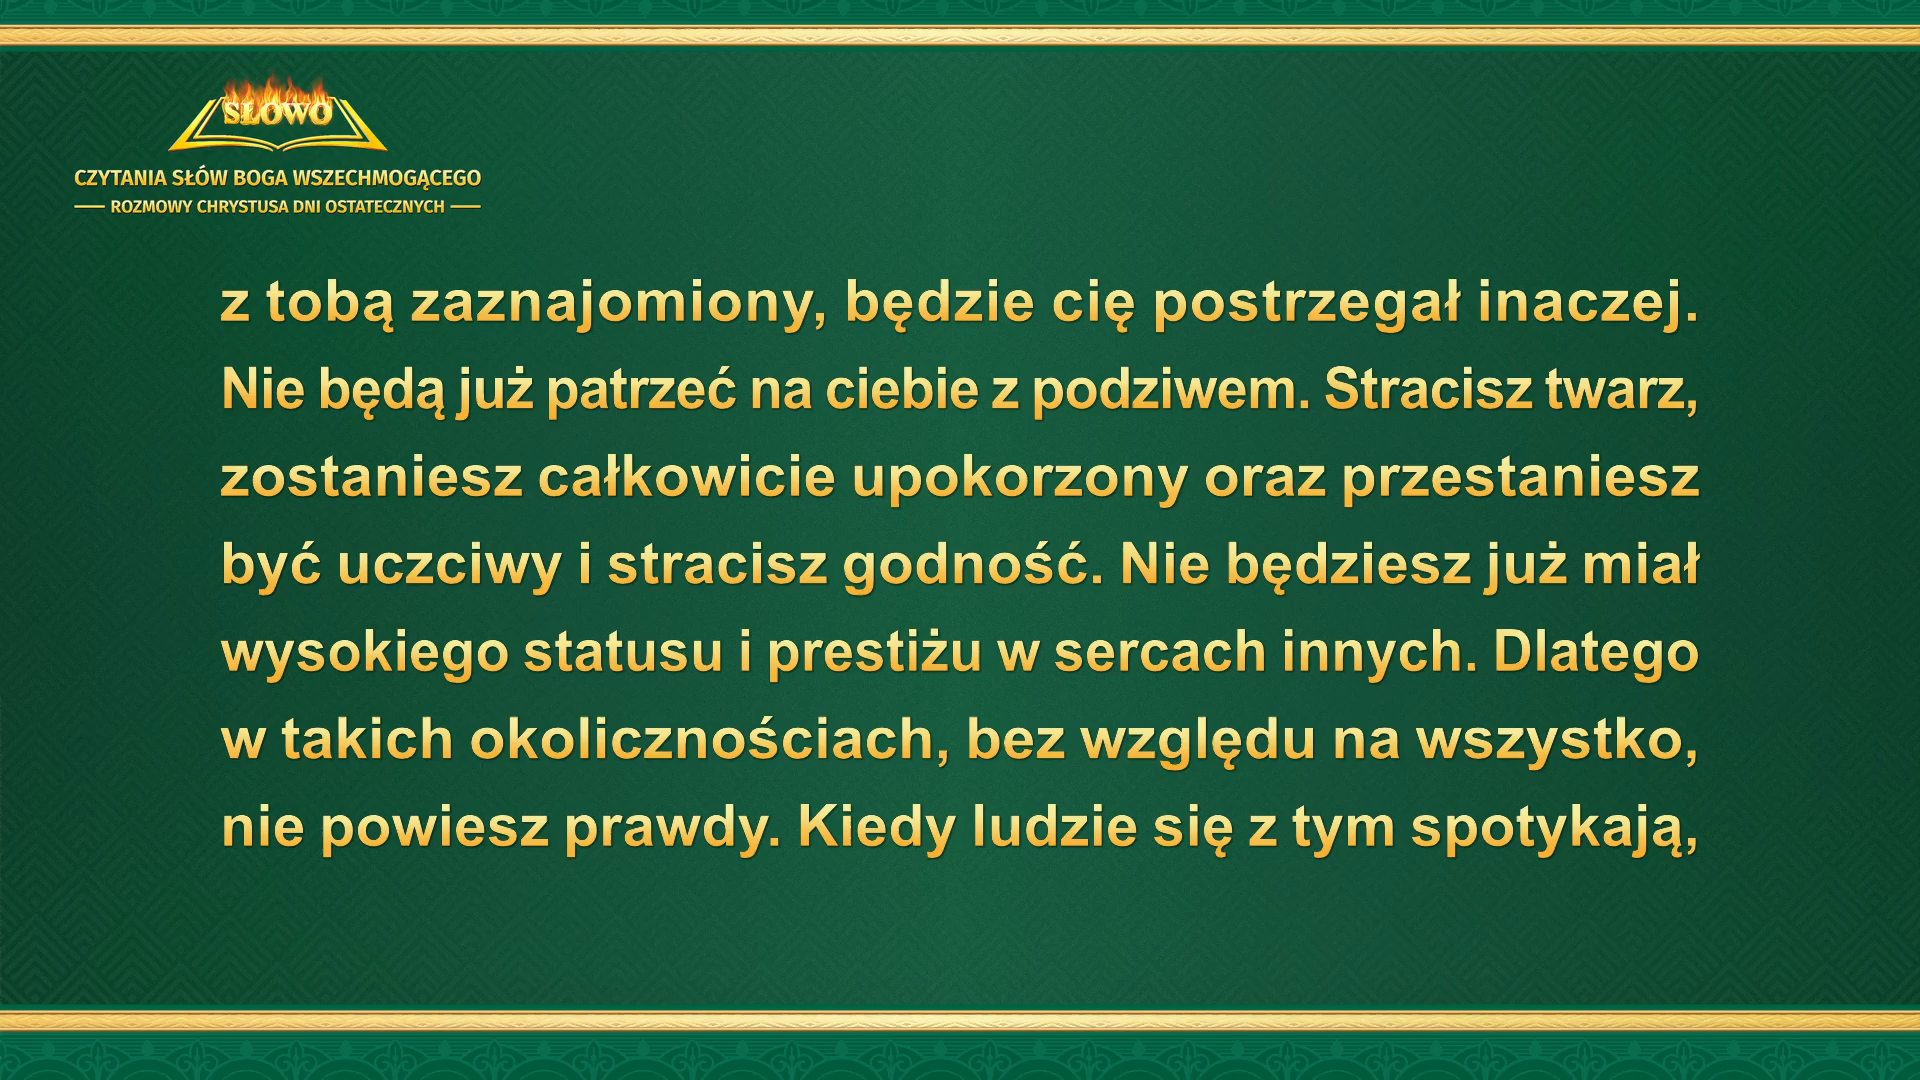 SŁOWO
CZYTANIA SŁÓW BOGA WSZECHMOGĄCEGO
ROZMOWY CHRYSTUSA DNI OSTATECZNYCH
z tobą zaznajomiony, będzie cię postrzegał inaczej.
Nie będą już patrzeć na ciebie z podziwem. Stracisz twarz,
zostaniesz całkowicie upokorzony oraz przestaniesz
być uczciwy i stracisz godność. Nie będziesz już miał
wysokiego statusu i prestiżu w sercach innych. Dlatego
w takich okolicznościach, bez względu na wszystko,
nie powiesz prawdy. Kiedy ludzie się z tym spotykają,